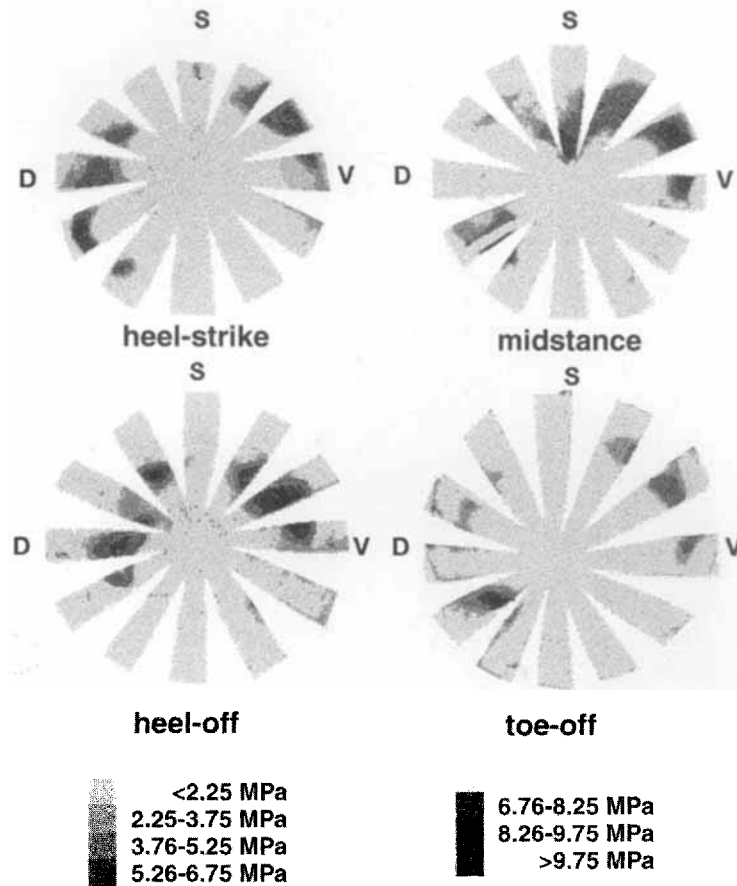 S S
D V D V
heel-strike midstance
S S
D V D V
heel-off toe-off
<2.25 MPa
2.25-3.75 MPa
3.76-5.25 MPa
5.26-6.75 MPa
6.76-8.25 MPa
8.26-9.75 MPa
>9.75 MPa